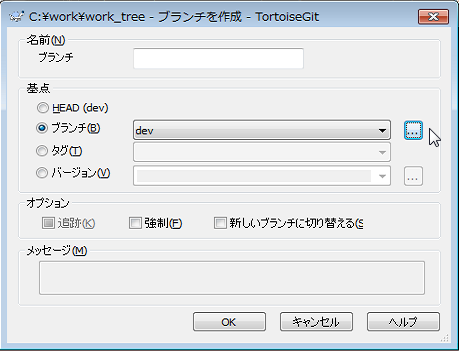 C:¥work¥work_tree - ブランチを作成 - TortoiseGit
名前(N)
ブランチ
基点
HEAD (dev)
ブランチ(B) dev ...
タグ(T)
バージョン(V) ...
オプション
追跡(K) 強制(F) 新しいブランチに切り替える(S
メッセージ(M)
OK キャンセル ヘルプ